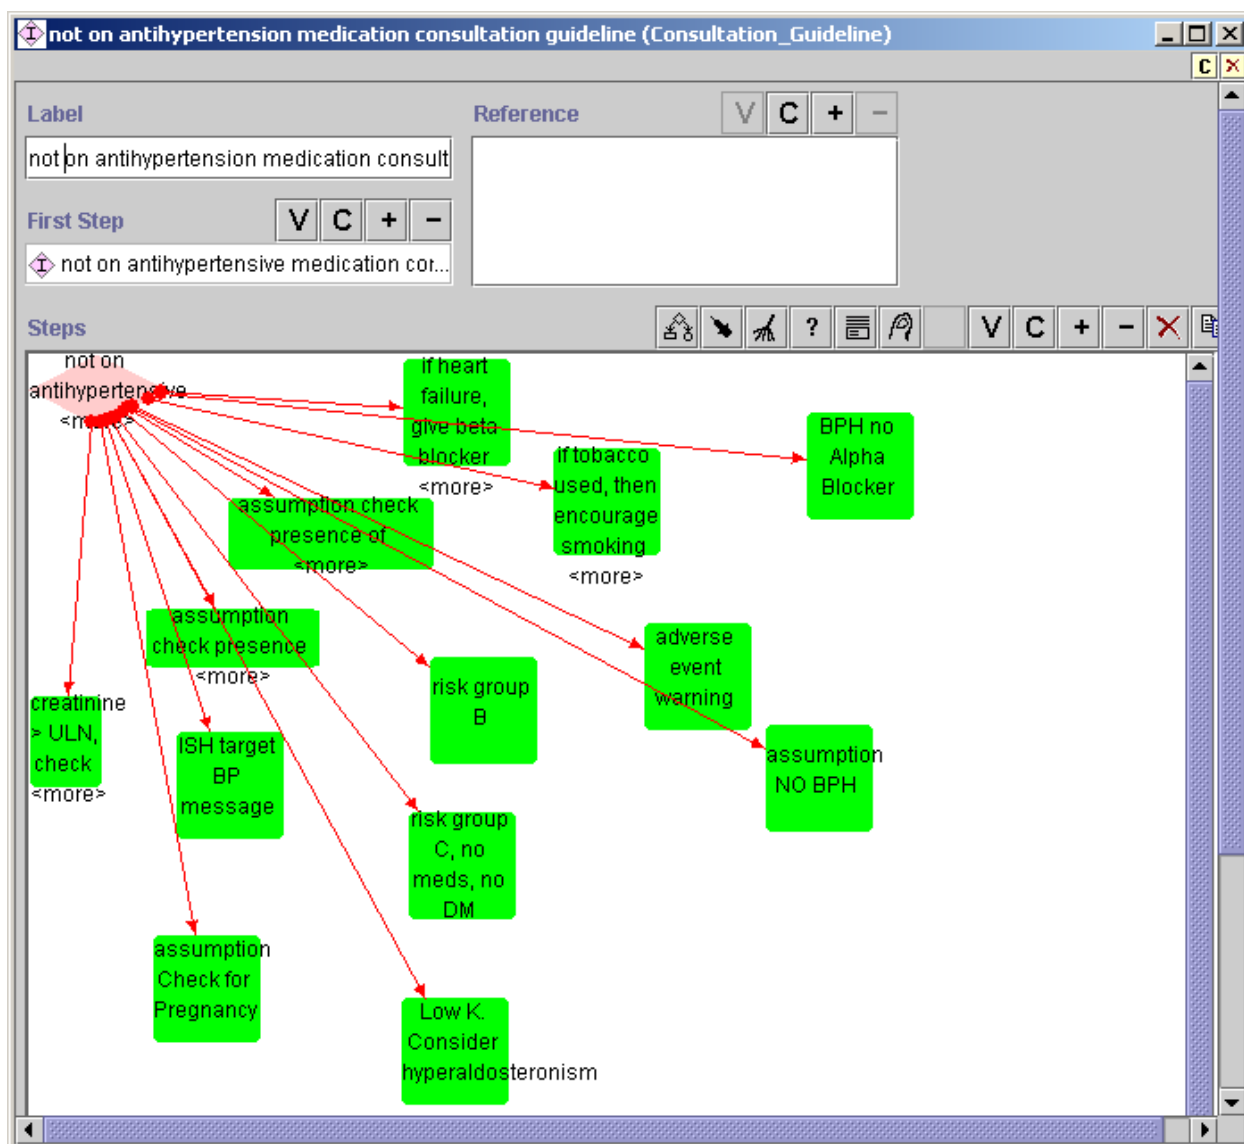 not on antihypertension medication consultation guideline (Consultation_Guideline)
C
Label
Reference
V C + −
not on antihypertension medication consult
First Step
V C + −
not on antihypertensive medication cor...
Steps
? V C + −
not on
antihypertensive
<more>
if heart
failure,
give beta
blocker
<more>
BPH no
Alpha
Blocker
if tobacco
used, then
encourage
smoking
<more>
assumption check
presence of
<more>
assumption
check presence
<more>
adverse
event
warning
risk group
B
creatinine
> ULN,
check
<more>
ISH target
BP
message
assumption
NO BPH
risk group
C, no
meds, no
DM
assumption
Check for
Pregnancy
Low K.
Consider
hyperaldosteronism